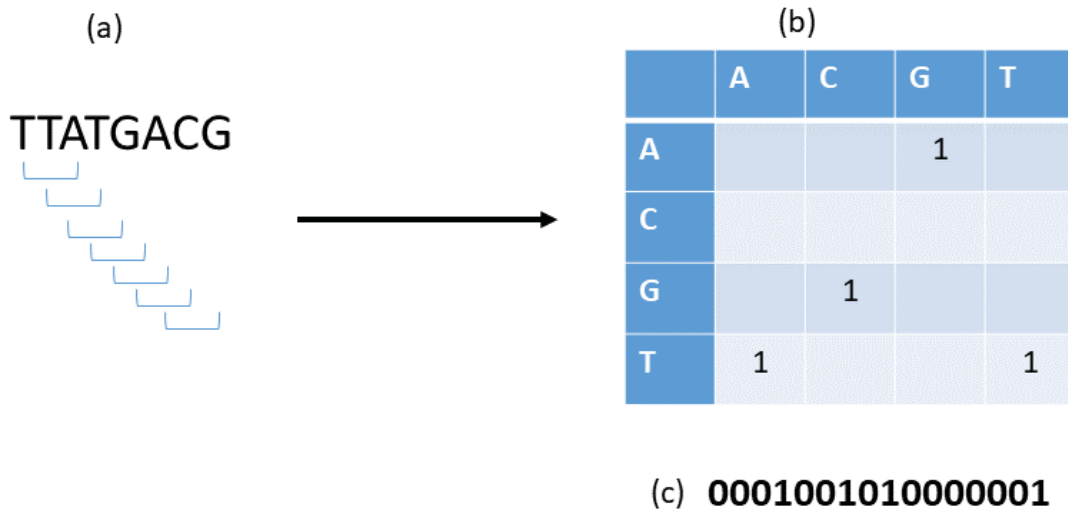 (a)
TTATGACG
(b)
A C G T
A 1
C
G 1
T 1 1
(c) 0001001010000001